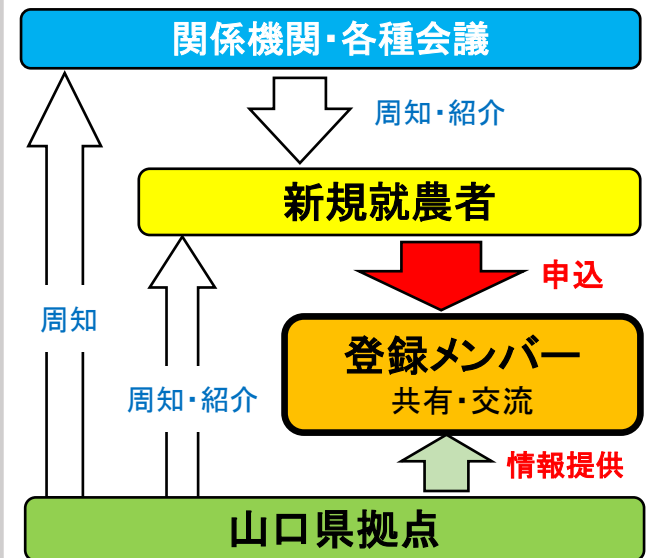 関係機関・各種会議
周知・紹介
新規就農者
申込
周知
登録メンバー
共有・交流
周知・紹介
情報提供
山口県拠点